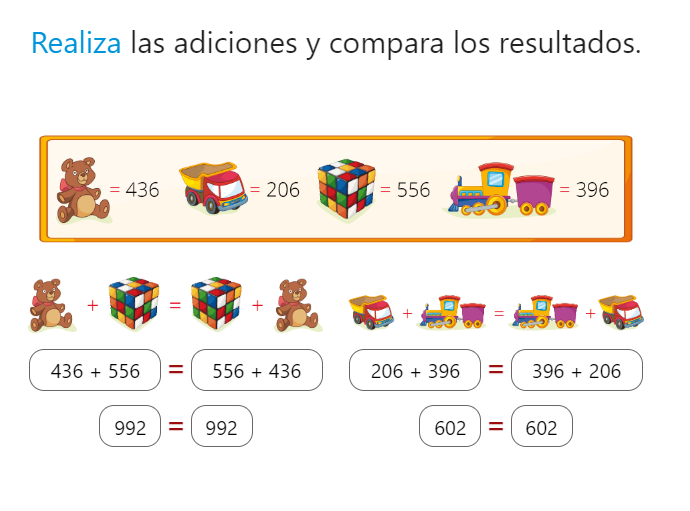 Realiza las adiciones y compara los resultados.
= 436 = 206 = 556 = 396
+ = + + = +
436 + 556 = 556 + 436 206 + 396 = 396 + 206
992 = 992 602 = 602